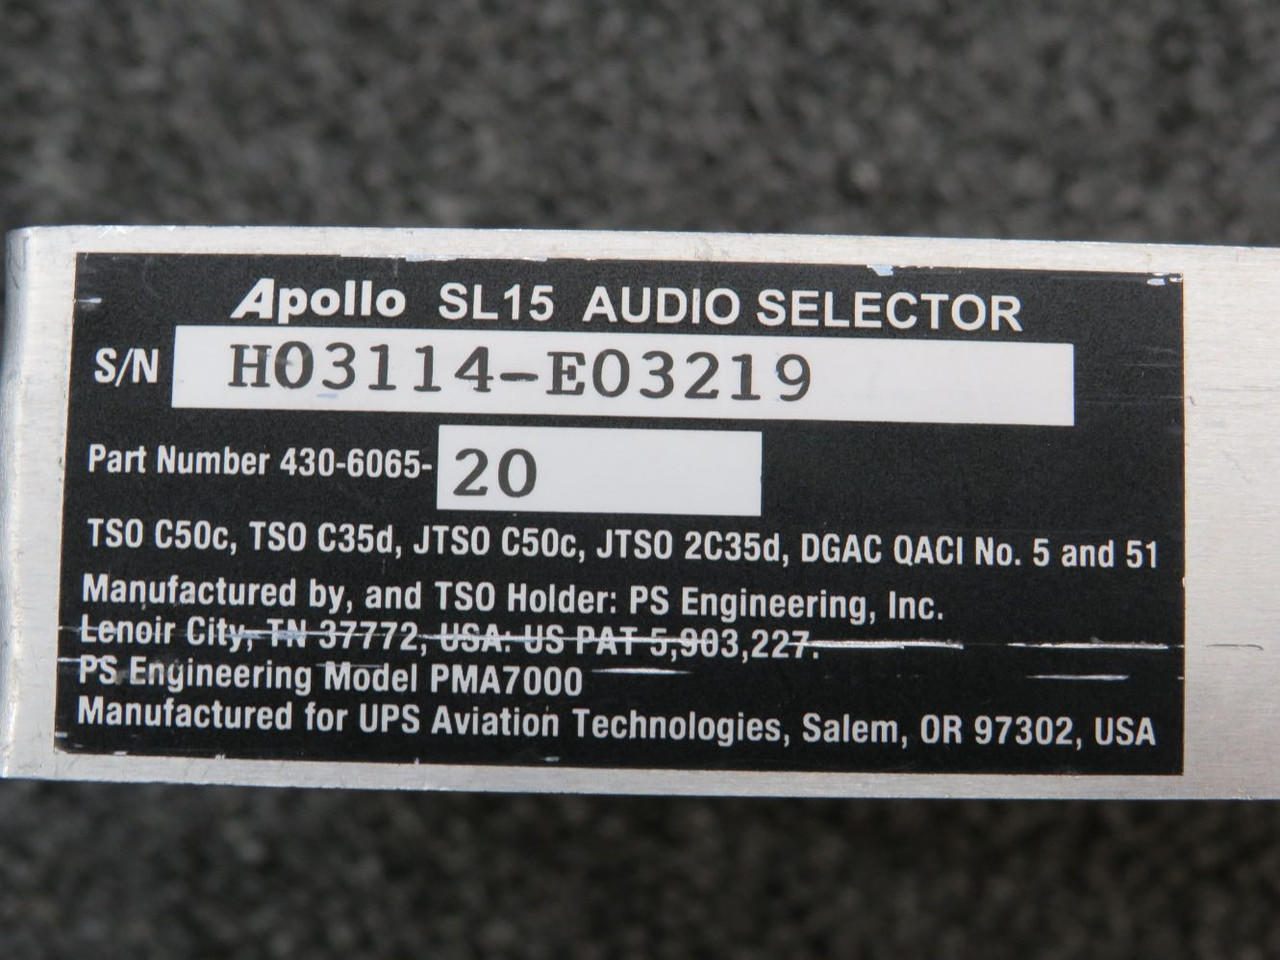 Apollo SL15 AUDIO SELECTOR
S/N H03114-E03219
Part Number 430-6065-20
TSO C50c, TSO C35d, JTSO C50c, JTSO 2C35d, DGAC QACI No. 5 and 51
Manufactured by, and TSO Holder: PS Engineering, Inc.
Lenoir City, TN 37772, USA. US PAT 5,903,227.
PS Engineering Model PMA7000
Manufactured for UPS Aviation Technologies, Salem, OR 97302, USA